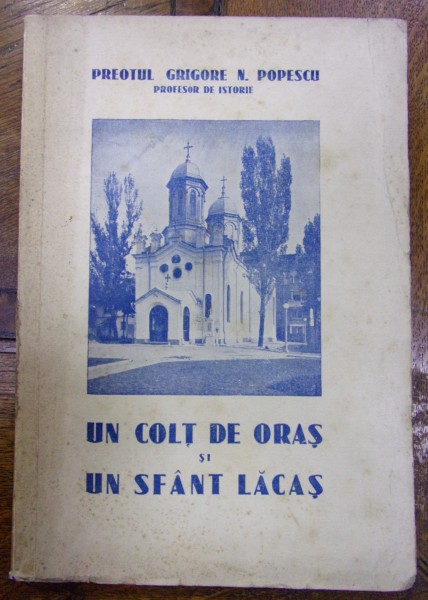 PREOTUL GRIGORE N. POPESCU
PROFESOR DE ISTORIE
UN COLȚ DE ORAȘ
ȘI
UN SFÂNT LĂCAȘ